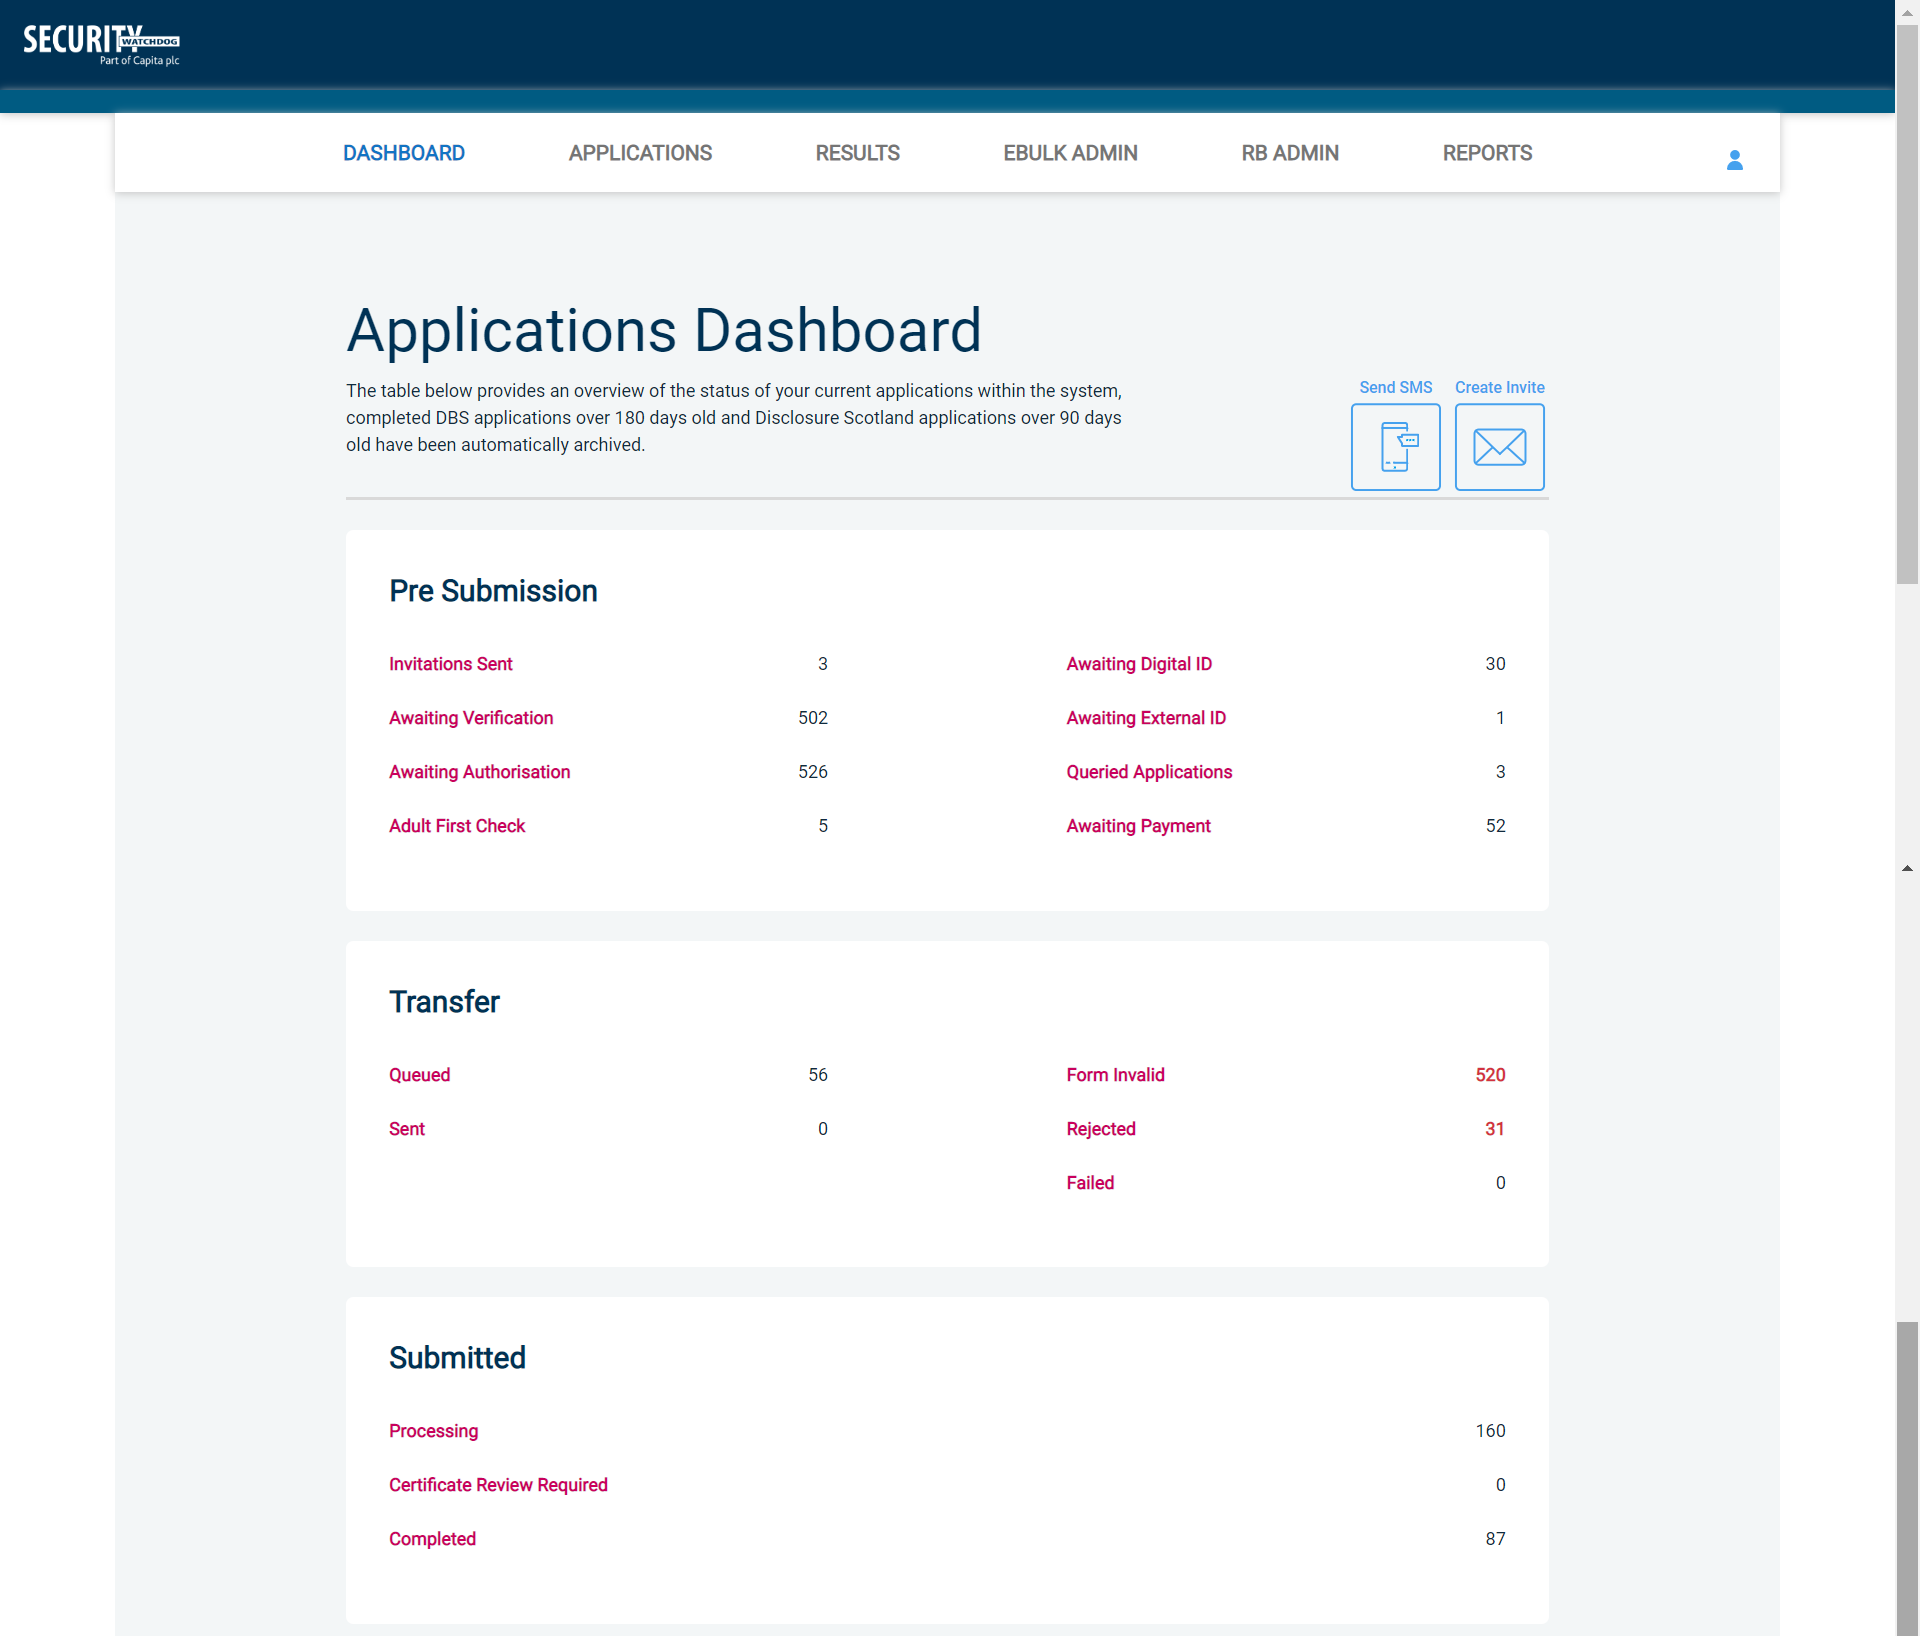 SECURITY
WATCHDOG
Part of Capita plc
DASHBOARD APPLICATIONS RESULTS EBULK ADMIN RB ADMIN REPORTS
Applications Dashboard
The table below provides an overview of the status of your current applications within the system,
completed DBS applications over 180 days old and Disclosure Scotland applications over 90 days
old have been automatically archived.
Send SMS Create Invite
Pre Submission
Invitations Sent 3 Awaiting Digital ID 30
Awaiting Verification 502 Awaiting External ID 1
Awaiting Authorisation 526 Queried Applications 3
Adult First Check 5 Awaiting Payment 52
Transfer
Queued 56 Form Invalid 520
Sent 0 Rejected 31
Failed 0
Submitted
Processing 160
Certificate Review Required 0
Completed 87